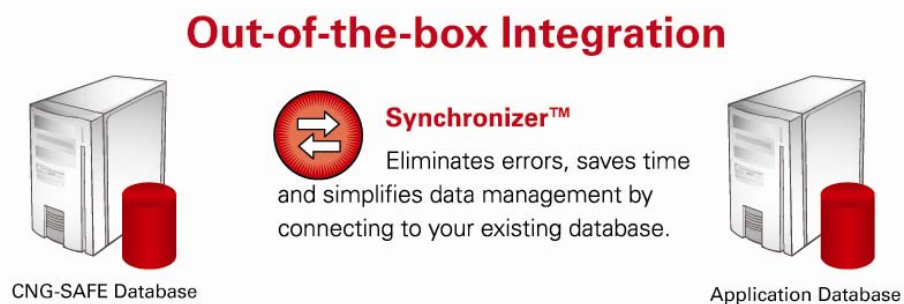 Out-of-the-box Integration
Synchronizer™
Eliminates errors, saves time
and simplifies data management by
connecting to your existing database.
CNG-SAFE Database
Application Database